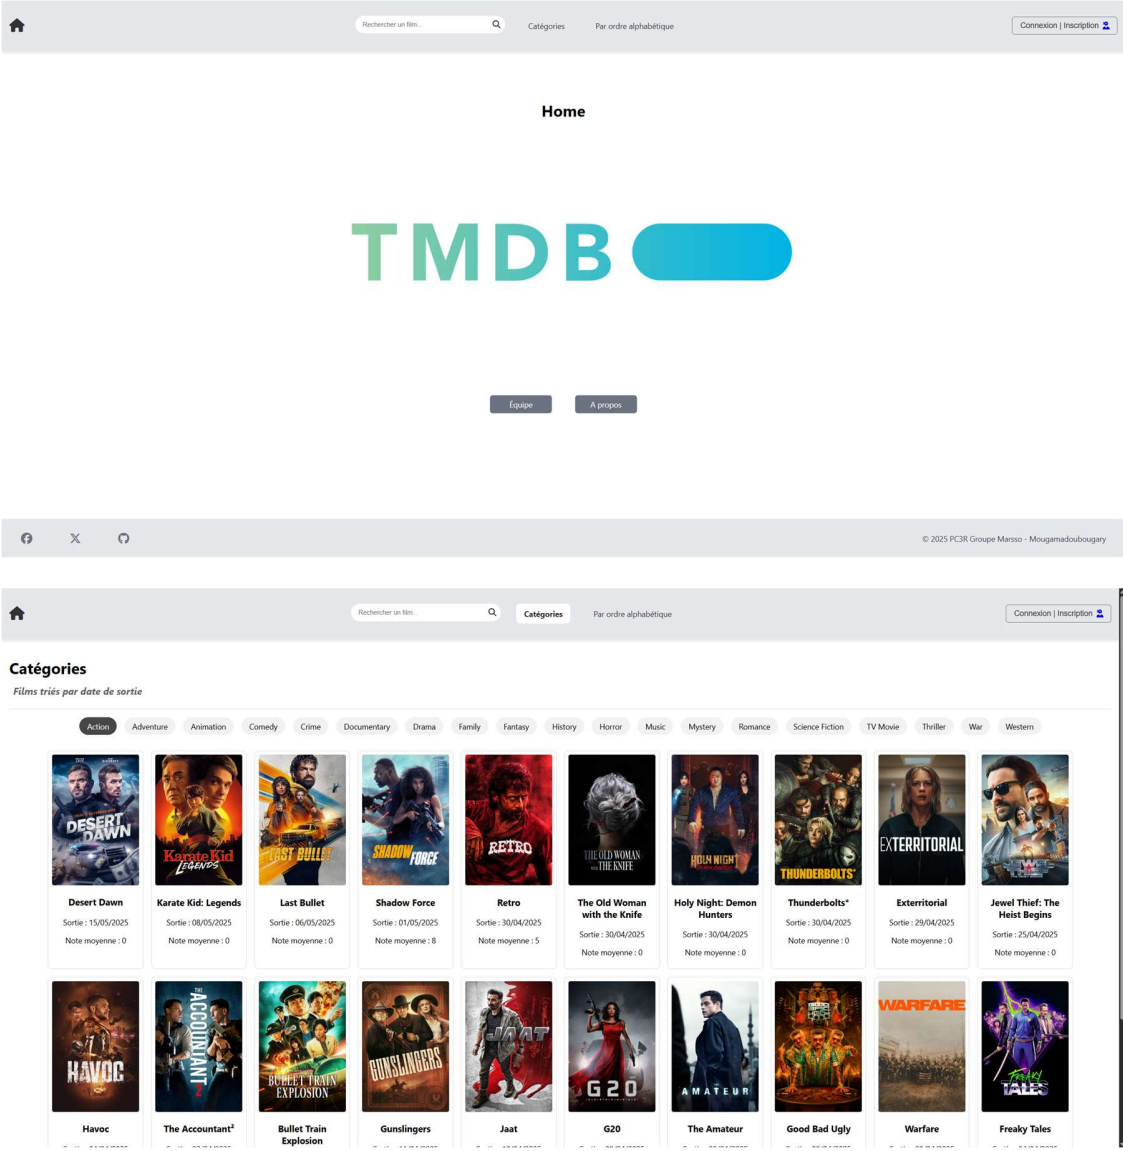 Rechercher un film...
Catégories
Par ordre alphabétique
Connexion | Inscription
Home
TMDB
Équipe
A propos
© 2025 PC3R Groupe Marsso - Mougamadoubougary
Rechercher un film...
Catégories
Par ordre alphabétique
Connexion | Inscription
Catégories
Films triés par date de sortie
Action Adventure Animation Comedy Crime Documentary Drama Family Fantasy History Horror Music Mystery Romance Science Fiction TV Movie Thriller War Western
DESERT
DAWN
Karate Kid
LEGENDS
LAST BULLET
SHADOW FORCE
RETRO
THE OLD WOMAN
WITH THE KNIFE
HOLY NIGHT
THUNDERBOLTS*
EXTERRITORIAL
Desert Dawn
Sortie : 15/05/2025
Note moyenne : 0
Karate Kid: Legends
Sortie : 08/05/2025
Note moyenne : 0
Last Bullet
Sortie : 06/05/2025
Note moyenne : 0
Shadow Force
Sortie : 01/05/2025
Note moyenne : 8
Retro
Sortie : 30/04/2025
Note moyenne : 5
The Old Woman
with the Knife
Sortie : 30/04/2025
Note moyenne : 0
Holy Night: Demon
Hunters
Sortie : 30/04/2025
Note moyenne : 0
Thunderbolts*
Sortie : 30/04/2025
Note moyenne : 0
Exterritorial
Sortie : 29/04/2025
Note moyenne : 0
Jewel Thief: The
Heist Begins
Sortie : 25/04/2025
Note moyenne : 0
HAVOC
THE
ACCOUNTANT
2
BULLET TRAIN
EXPLOSION
GUNSLINGERS
JAAT
G20
AMATEUR
GOOD
BAD
UGLY
WARFARE
FREAKY
TALES
Havoc
The Accountant²
Bullet Train
Explosion
Gunslingers
Jaat
G20
The Amateur
Good Bad Ugly
Warfare
Freaky Tales